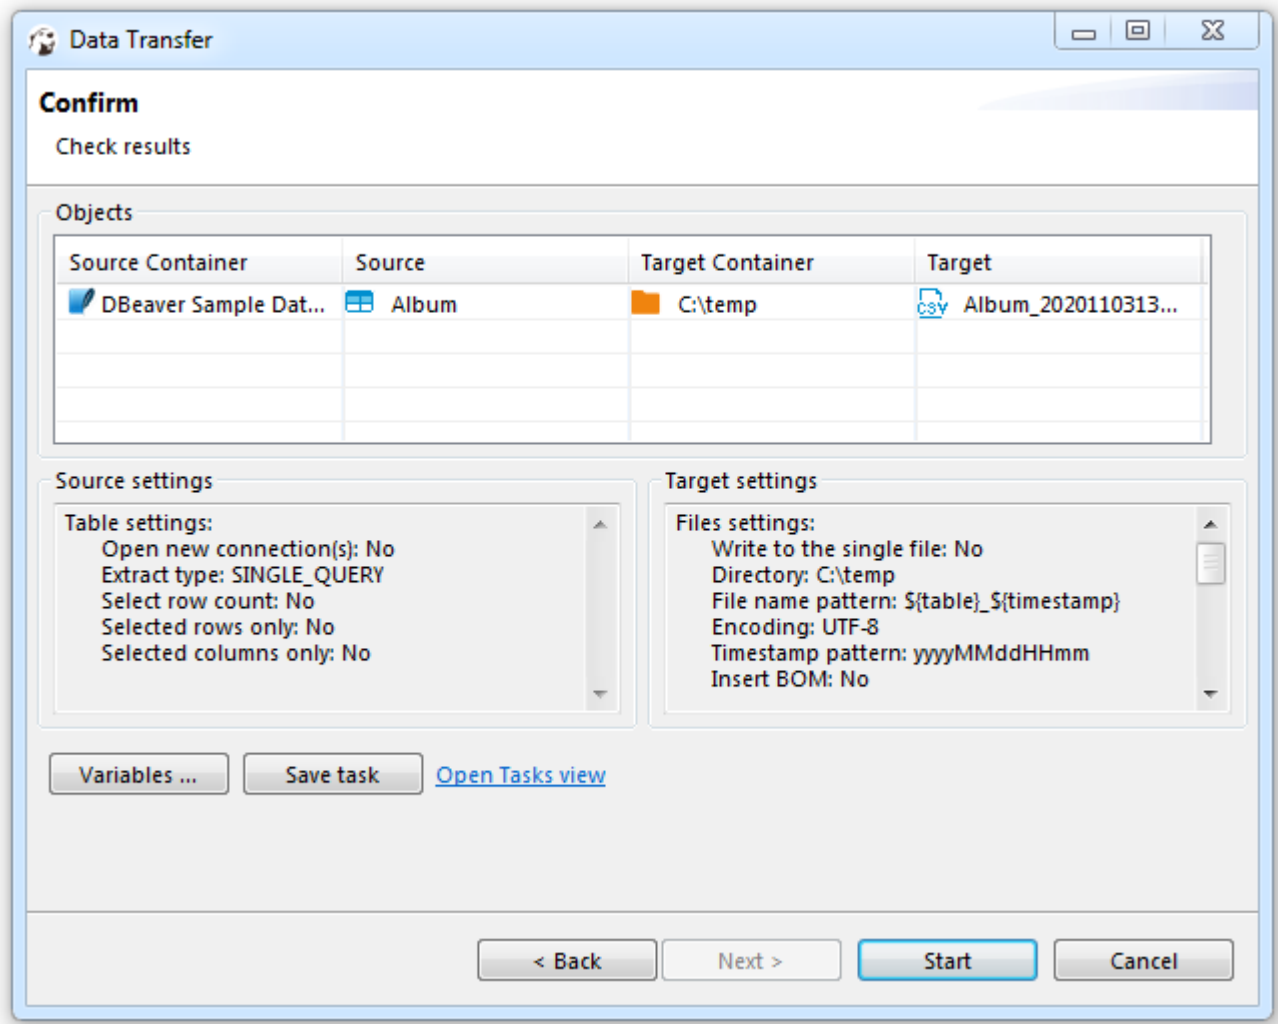 Data Transfer
Confirm
Check results
Objects
Source Container Source Target Container Target
DBeaver Sample Dat... Album C:\temp csv Album_2020110313...
Source settings
Table settings:
Open new connection(s): No
Extract type: SINGLE_QUERY
Select row count: No
Selected rows only: No
Selected columns only: No
Target settings
Files settings:
Write to the single file: No
Directory: C:\temp
File name pattern: ${table}_${timestamp}
Encoding: UTF-8
Timestamp pattern: yyyyMMddHHmm
Insert BOM: No
Variables ... Save task Open Tasks view
< Back Next > Start Cancel